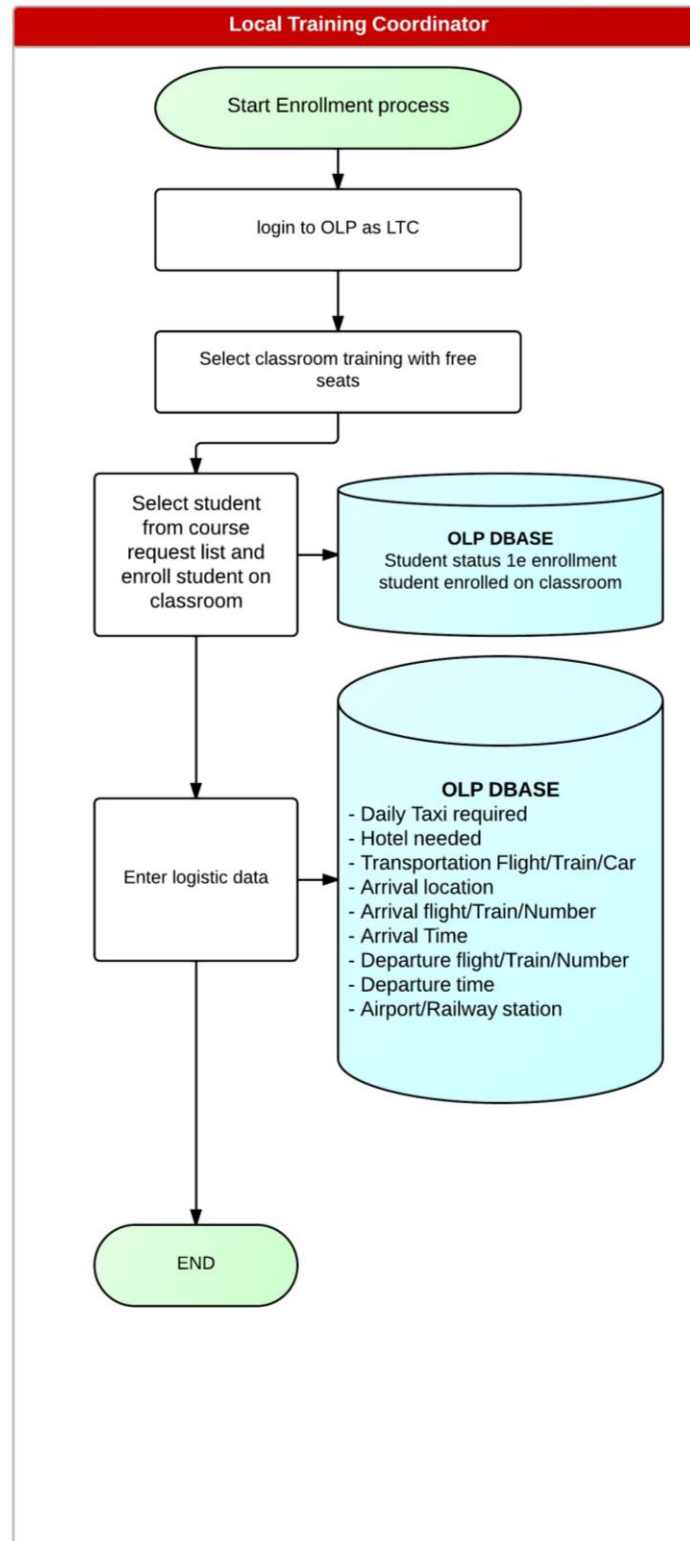 Local Training Coordinator
Start Enrollment process
login to OLP as LTC
Select classroom training with free
seats
Select student
from course
request list and
enroll student on
classroom
OLP DBASE
Student status 1e enrollment
student enrolled on classroom
Enter logistic data
OLP DBASE
- Daily Taxi required
- Hotel needed
- Transportation Flight/Train/Car
- Arrival location
- Arrival flight/Train/Number
- Arrival Time
- Departure flight/Train/Number
- Departure time
- Airport/Railway station
END